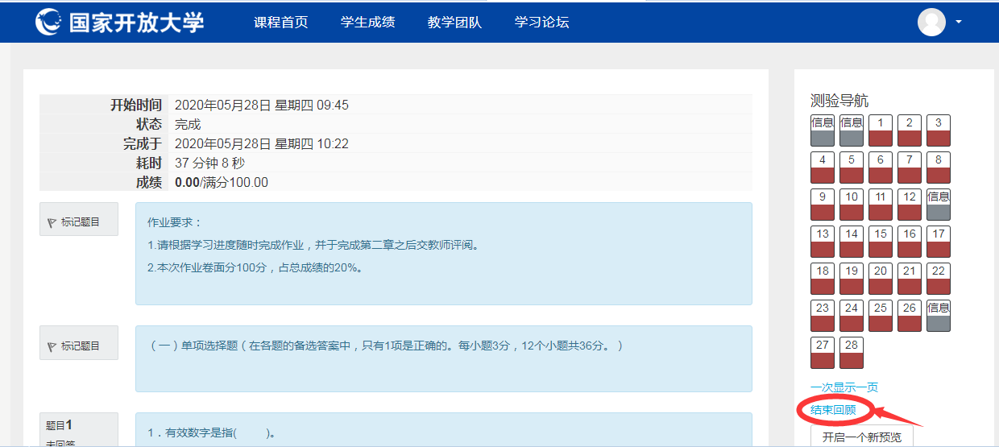 国家开放大学 课程首页 学生成绩 教学团队 学习论坛
开始时间 2020年05月28日 星期四 09:45
状态 完成
完成于 2020年05月28日 星期四 10:22
耗时 37 分钟 8 秒
成绩 0.00/满分100.00
标记题目
作业要求：
1.请根据学习进度随时完成作业，并于完成第二章之后交教师评阅。
2.本次作业卷面分100分，占总成绩的20%。
标记题目
（一）单项选择题（在各题的备选答案中，只有1项是正确的。每小题3分，12个小题共36分。）
题目1
未回答
1．有效数字是指( )。
测验导航
信息 信息 1 2 3
4 5 6 7 8
9 10 11 12 信息
13 14 15 16 17
18 19 20 21 22
23 24 25 26 信息
27 28
一次显示一页
结束回顾
开启一个新预览